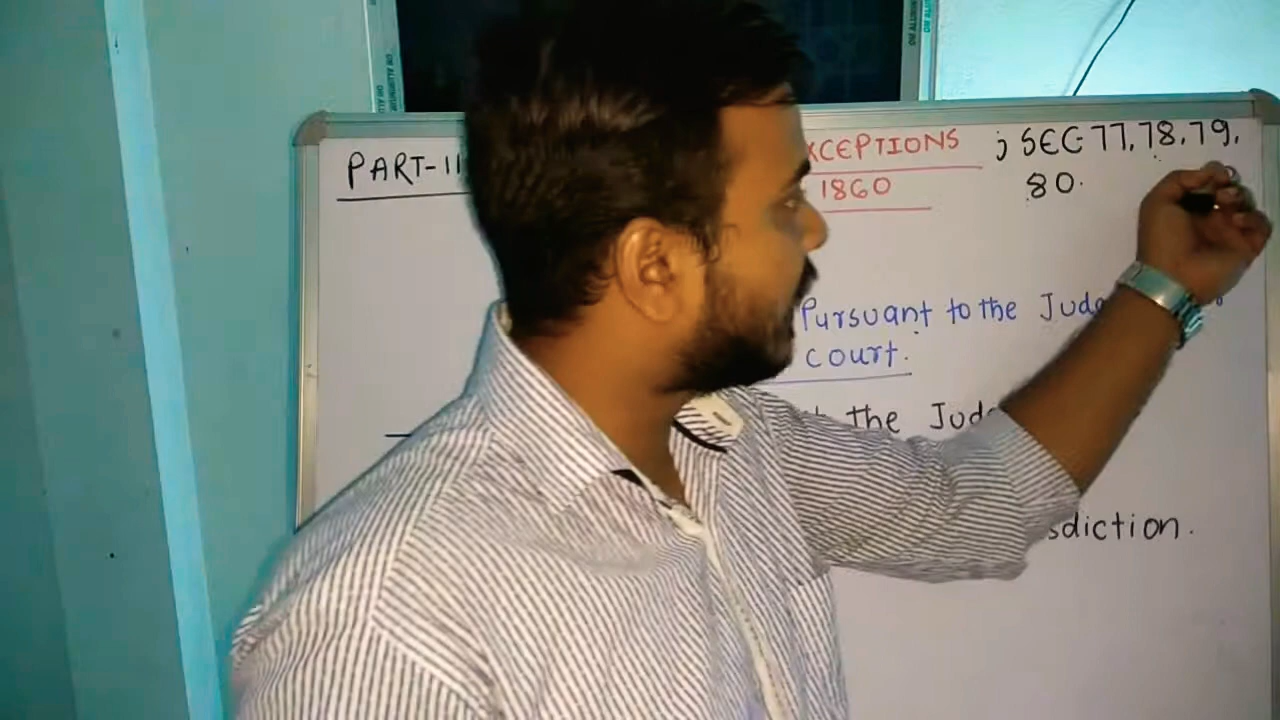 PART-II XCEPTIONS ; SEC 77, 78, 79,
1860 80.
Pursuant to the Jud
court.
the Jud
sdiction.